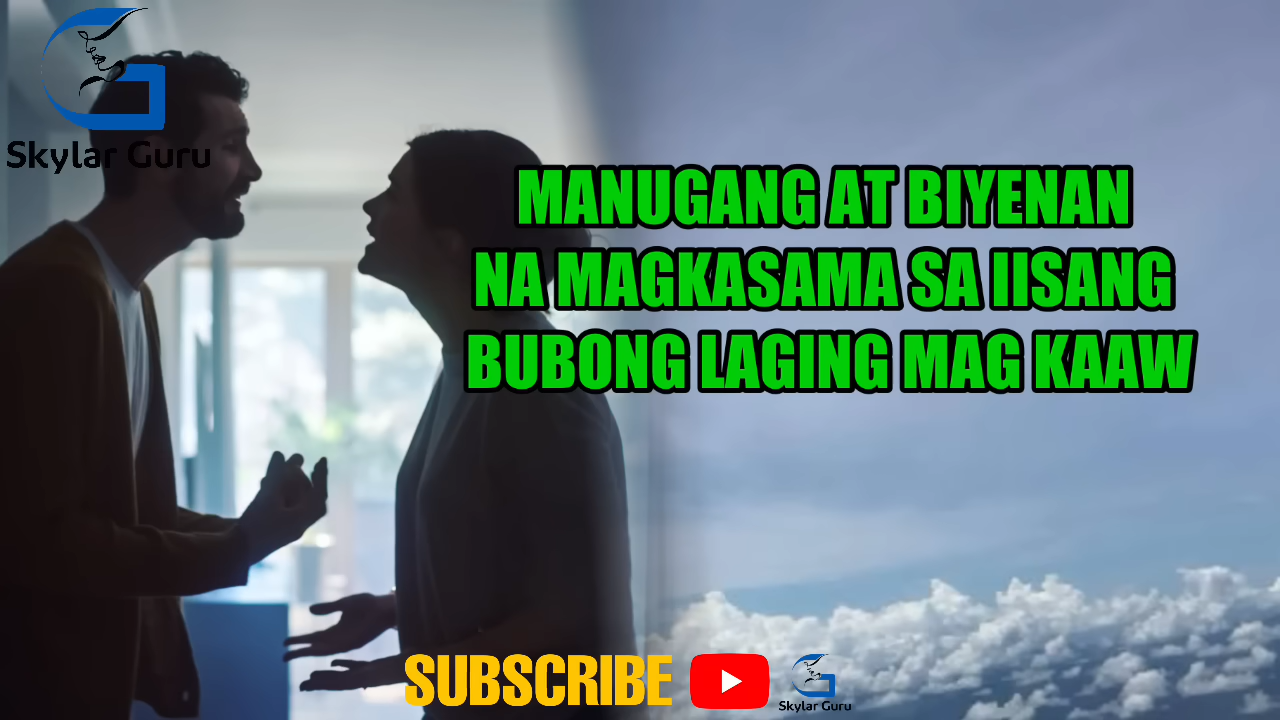 Skylar Guru
MANUGANG AT BIYENAN
NA MAGKASAMA SA IISANG
BUBONG LAGING MAG KAAW
SUBSCRIBE
Skylar Guru